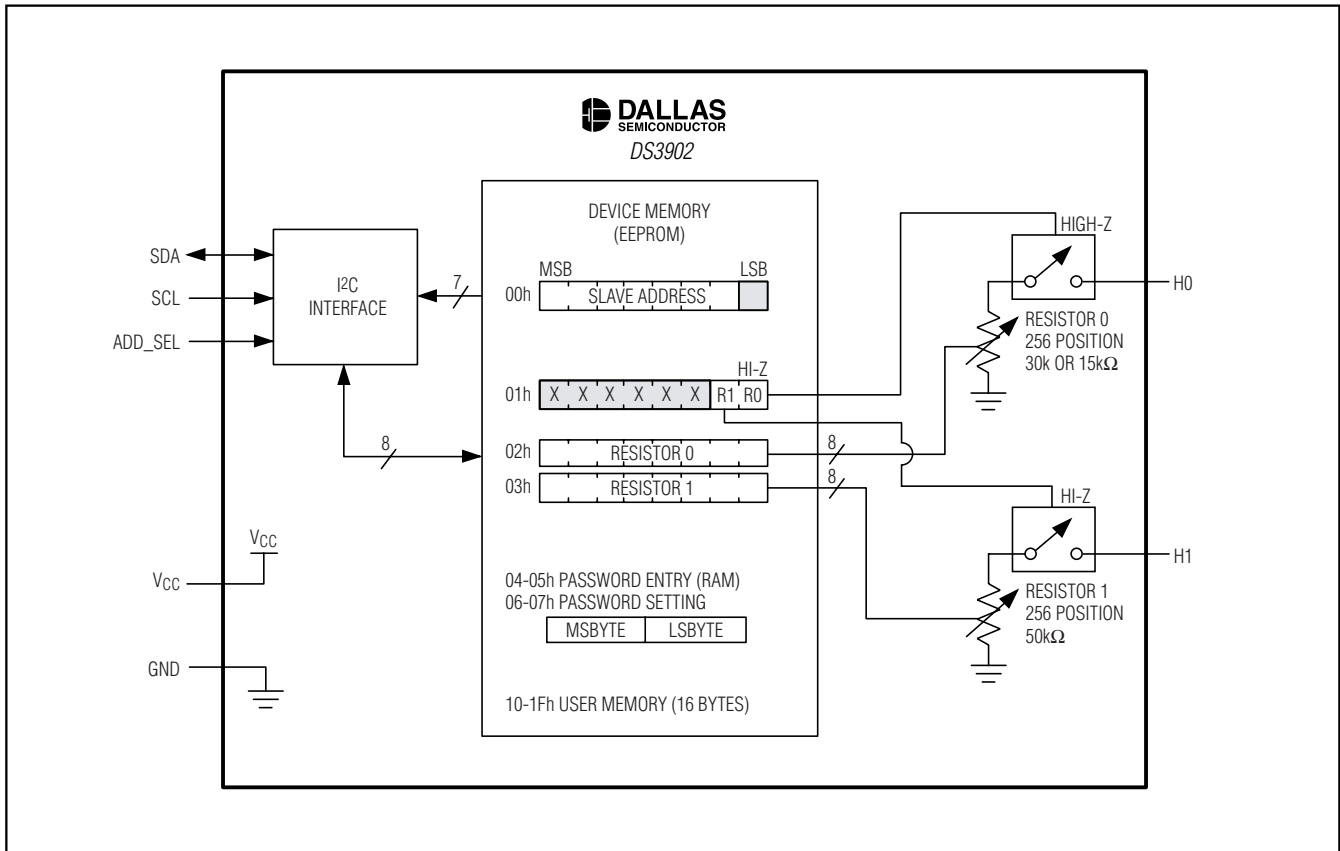 DALLAS
SEMICONDUCTOR
DS3902
SDA
SCL
ADD_SEL
I²C
INTERFACE
7
8
VCC
VCC
GND
DEVICE MEMORY
(EEPROM)
MSB
LSB
00h
SLAVE ADDRESS
HI-Z
01h
X X X X X X R1 R0
02h
RESISTOR 0
8
03h
RESISTOR 1
8
04-05h PASSWORD ENTRY (RAM)
06-07h PASSWORD SETTING
MSBYTE LSBYTE
10-1Fh USER MEMORY (16 BYTES)
HIGH-Z
H0
RESISTOR 0
256 POSITION
30k OR 15kΩ
HI-Z
H1
RESISTOR 1
256 POSITION
50kΩ